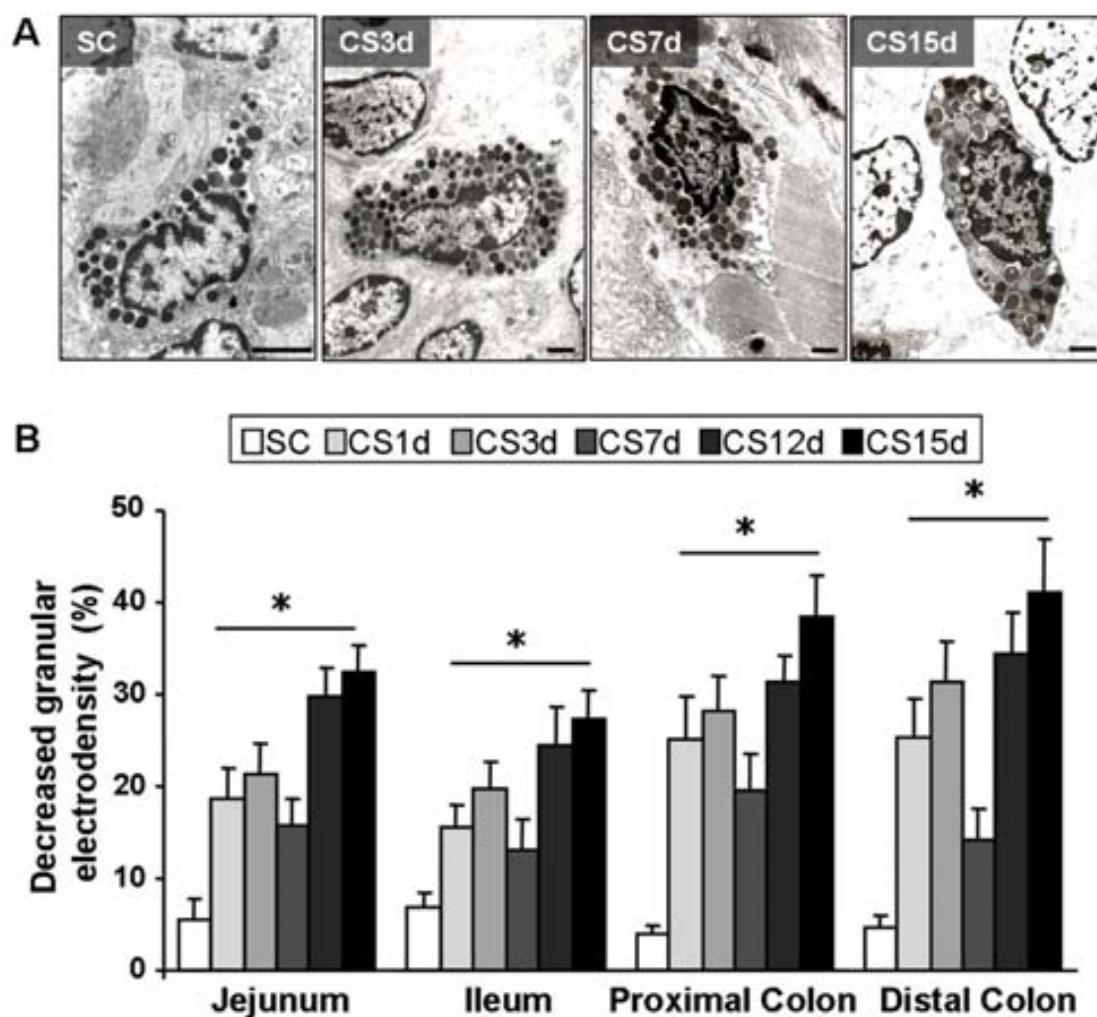 A
SC
CS3d
CS7d
CS15d
B
SC CS1d CS3d CS7d CS12d CS15d
Decreased granular
electrodensity (%)
50
40
30
20
10
0
*
*
*
*
Jejunum Ileum Proximal Colon Distal Colon